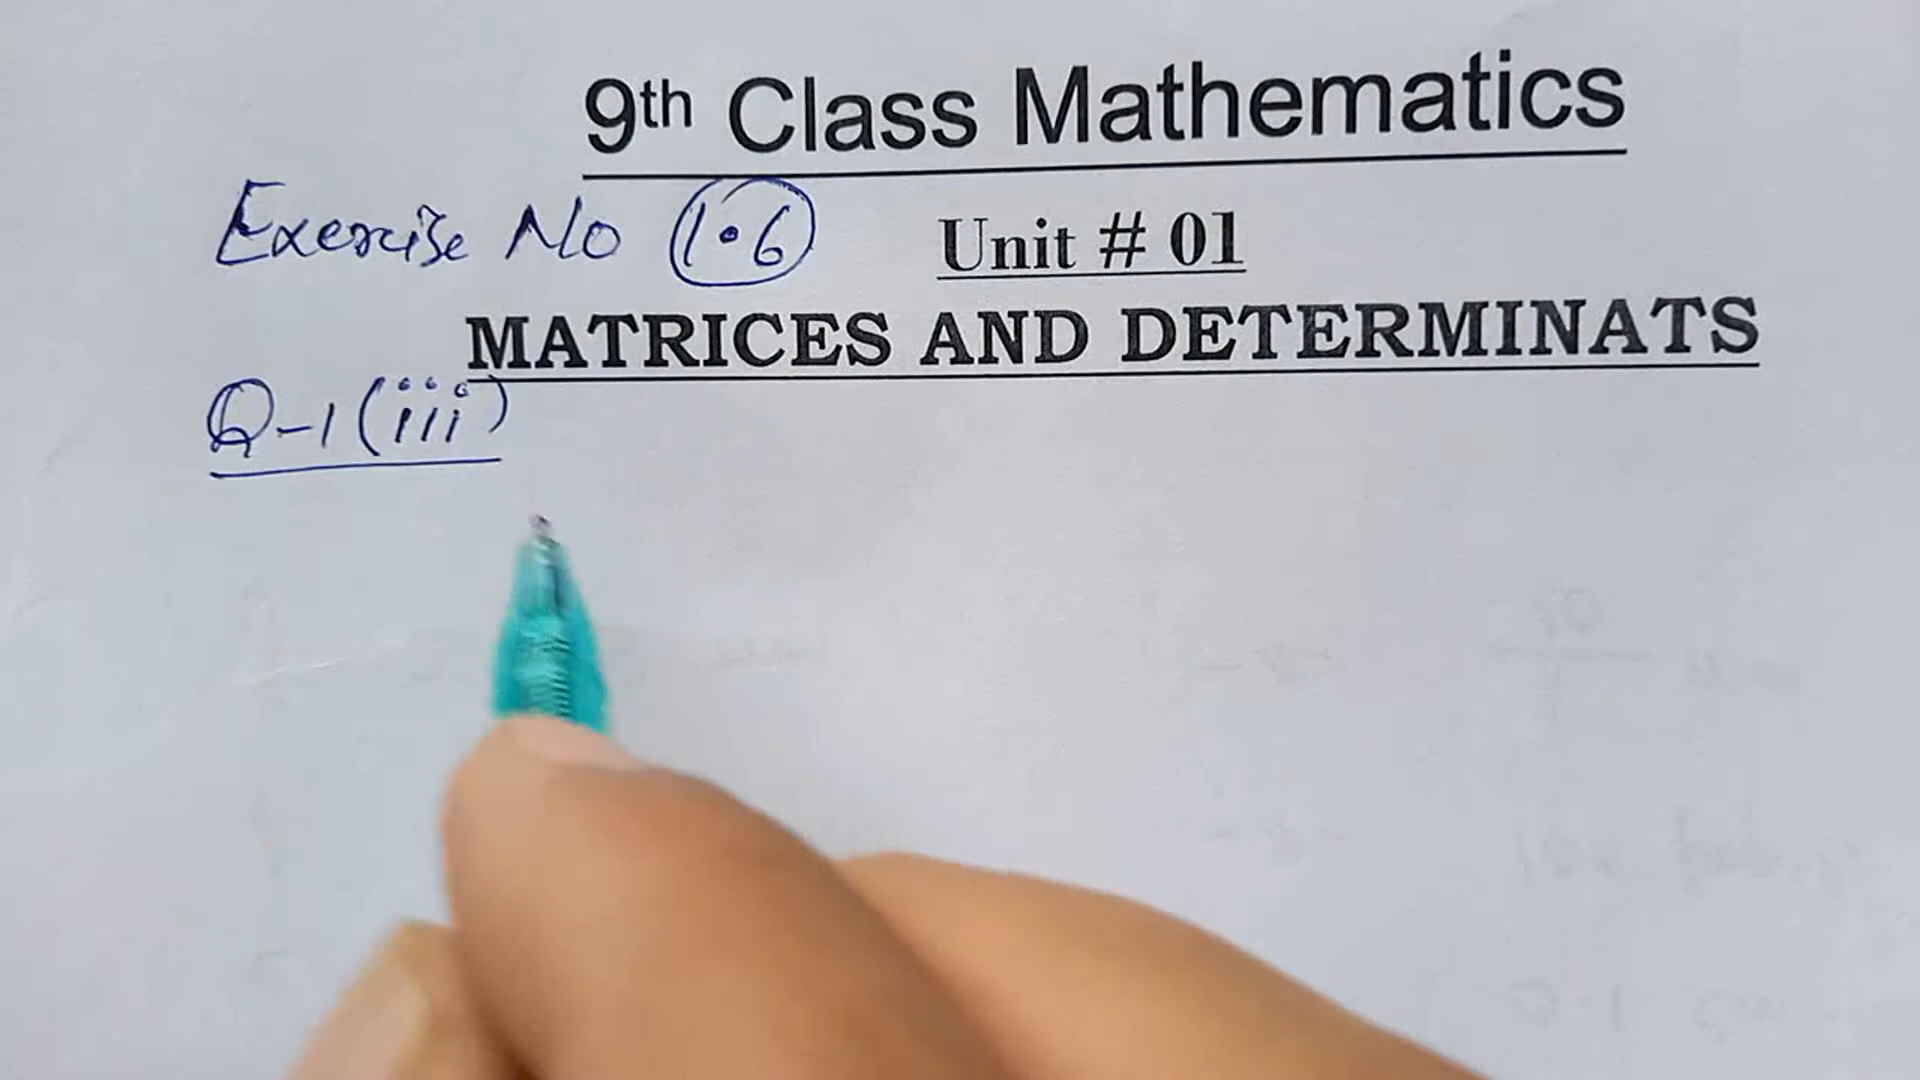 9th Class Mathematics
Exercise No 1.6 Unit # 01
MATRICES AND DETERMINATS
Q-1(iii)